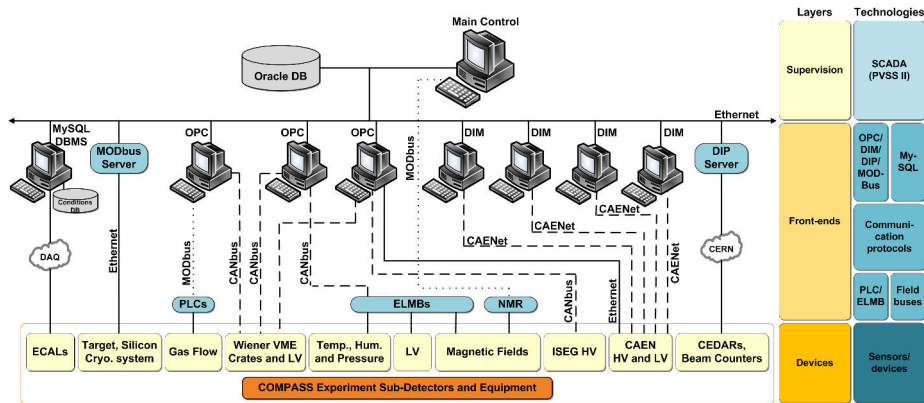 Main Control
Layers
Technologies
Oracle DB
Supervision
SCADA
(PVSS II)
Ethernet
MySQL
DBMS
MODbus
Server
OPC
OPC
OPC
MODbus
DIM
DIM
DIM
DIM
DIP
Server
OPC/
DIM/
DIP/
MOD-
Bus
My-
SQL
Conditions
DB
Front-ends
CAENet
CAENet
CAENet
CAENet
DAQ
Ethernet
MODbus
CANbus
CANbus
CANbus
CANbus
Ethernet
CERN
Communi-
cation
protocols
PLCs
ELMBs
NMR
PLC/
ELMB
Field
buses
ECALs
Target, Silicon
Cryo. system
Gas Flow
Wiener VME
Crates and LV
Temp., Hum.
and Pressure
LV
Magnetic Fields
ISEG HV
CAEN
HV and LV
CEDARs,
Beam Counters
Devices
Sensors/
devices
COMPASS Experiment Sub-Detectors and Equipment